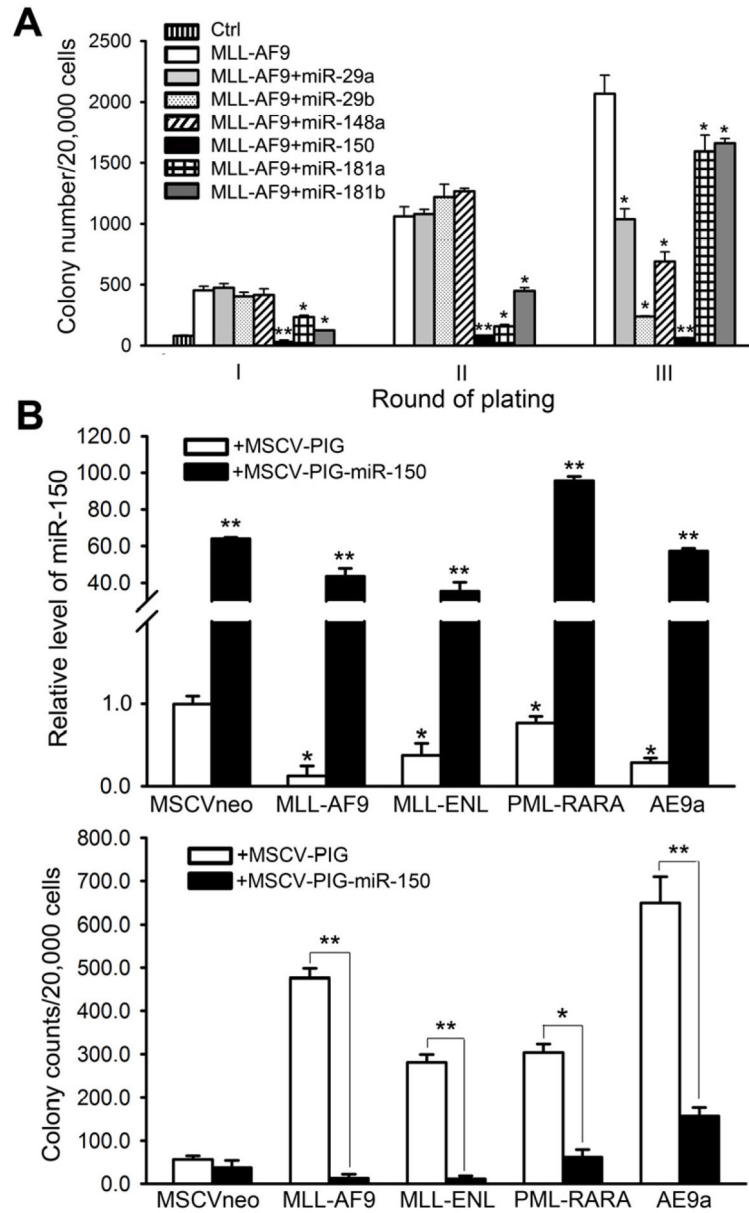 A
Ctrl
MLL-AF9
MLL-AF9+miR-29a
MLL-AF9+miR-29b
MLL-AF9+miR-148a
MLL-AF9+miR-150
MLL-AF9+miR-181a
MLL-AF9+miR-181b
Colony number/20,000 cells
2500
2000
1500
1000
500
0
** * *
** * *
* * * ** * *
I II III
Round of plating
B
+MSCV-PIG
+MSCV-PIG-miR-150
Relative level of miR-150
120.0
100.0
80.0
60.0
40.0
1.0
0.0
** ** ** ** **
* * * *
MSCVneo MLL-AF9 MLL-ENL PML-RARA AE9a
+MSCV-PIG
+MSCV-PIG-miR-150
Colony counts/20,000 cells
800.0
700.0
600.0
500.0
400.0
300.0
200.0
100.0
0.0
** ** * **
MSCVneo MLL-AF9 MLL-ENL PML-RARA AE9a